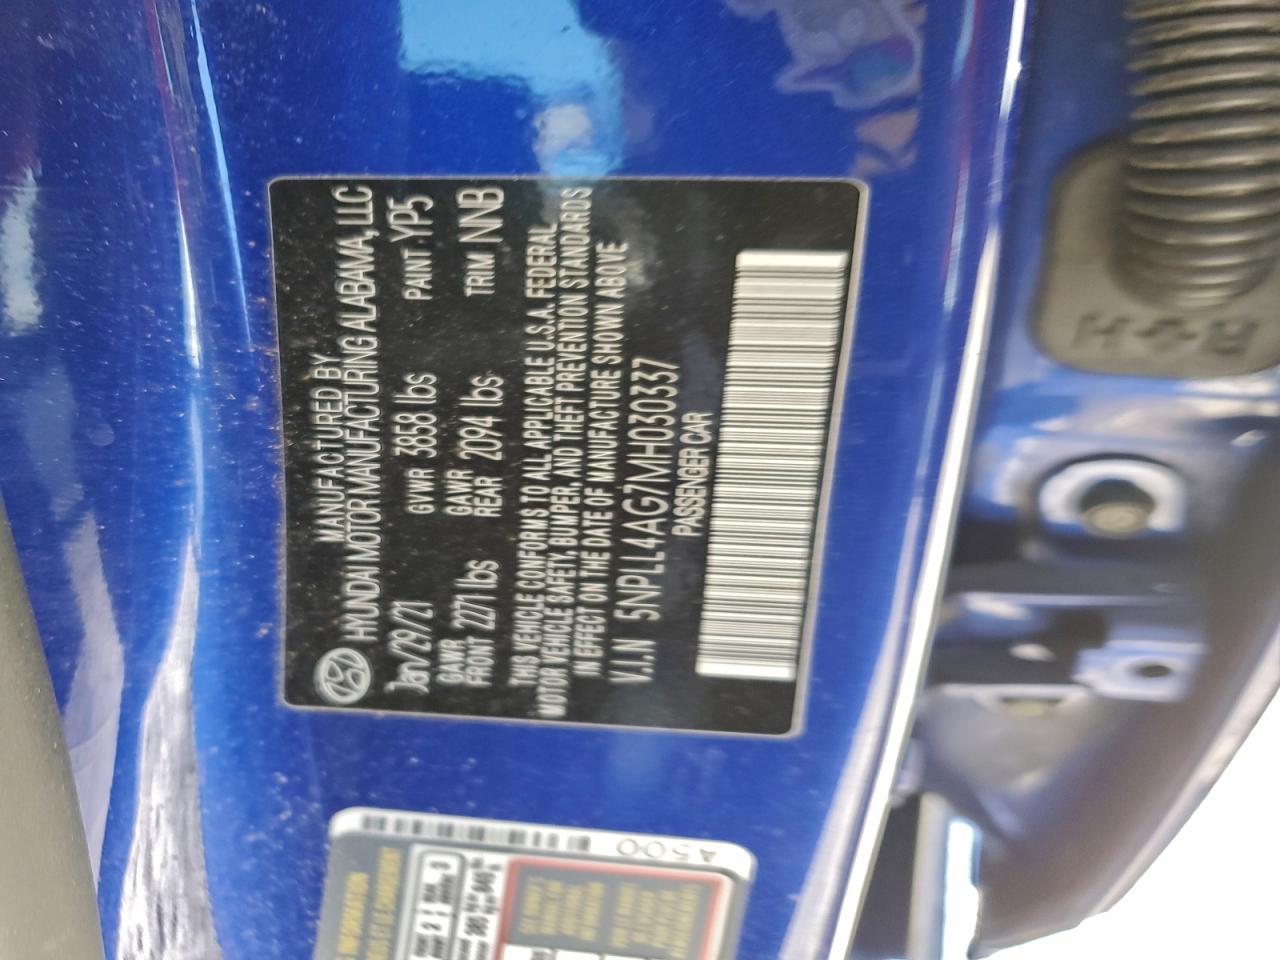 MANUFACTURED BY
HYUNDAI MOTOR MANUFACTURING ALABAMA, LLC
Jan/29/21 GVWR 3858 lbs PAINT YP5
GAWR FRONT 2271 lbs GAWR REAR 2094 lbs TRIM NNB
THIS VEHICLE CONFORMS TO ALL APPLICABLE U.S.A. FEDERAL
MOTOR VEHICLE SAFETY, BUMPER, AND THEFT PREVENTION STANDARDS
IN EFFECT ON THE DATE OF MANUFACTURE SHOWN ABOVE
V.I.N 5NPLL4AG7MH030337
PASSENGER CAR
A500
INFORMATION